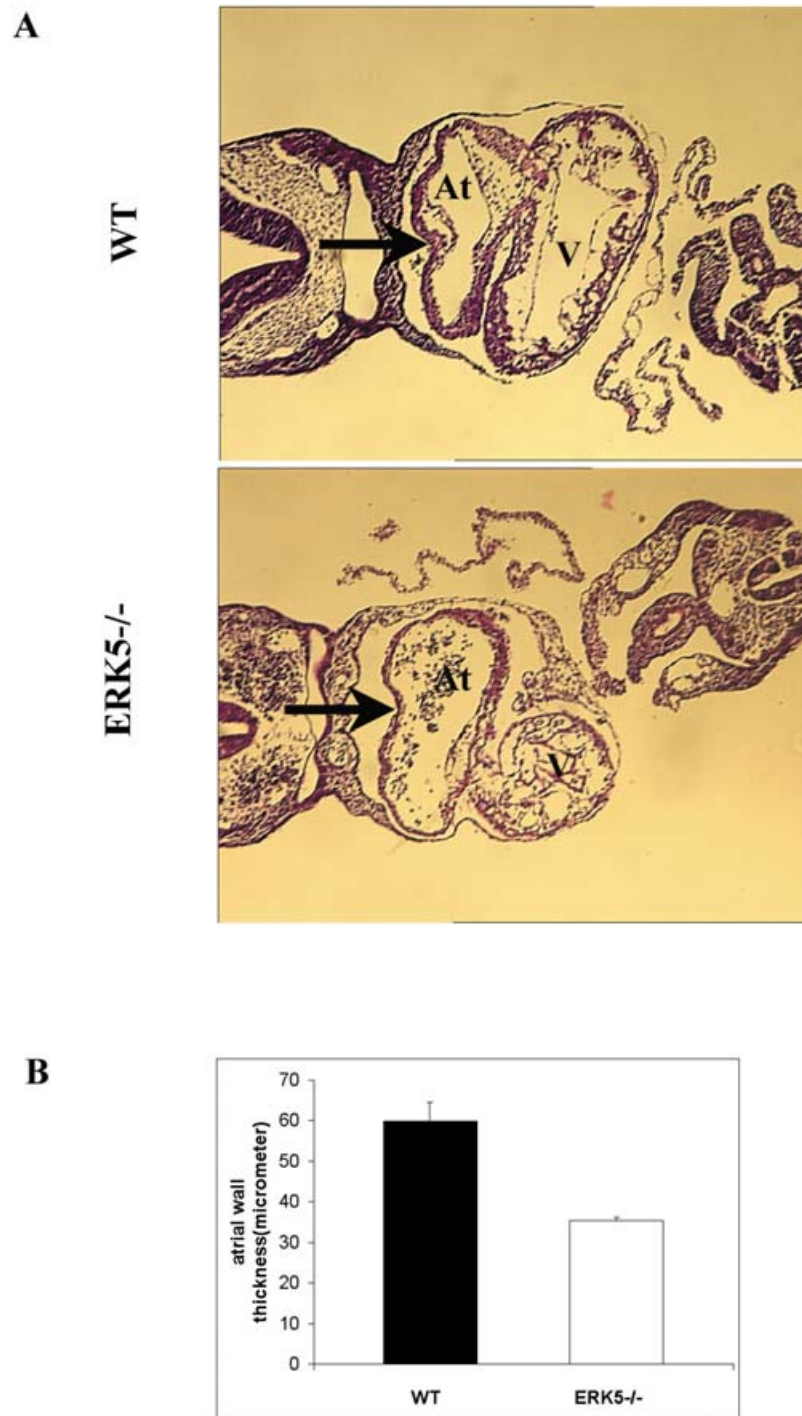 A
WT
At
V
ERK5-/-
At
V
B
atrial wall
thickness(micrometer)
70
60
50
40
30
20
10
0
WT
ERK5-/-